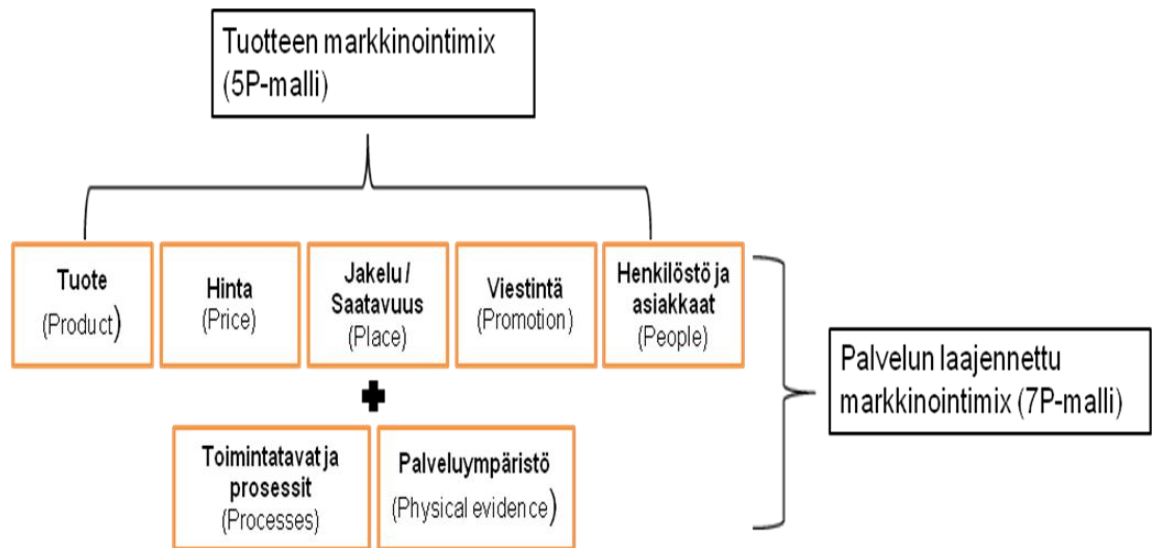 Tuotteen markkinointimix
(5P-malli)
Tuote
(Product)
Hinta
(Price)
Jakelu /
Saatavuus
(Place)
Viestintä
(Promotion)
Henkilöstö ja
asiakkaat
(People)
Palvelun laajennettu
markkinointimix (7P-malli)
Toimintatavat ja
prosessit
(Processes)
Palveluympäristö
(Physical evidence)